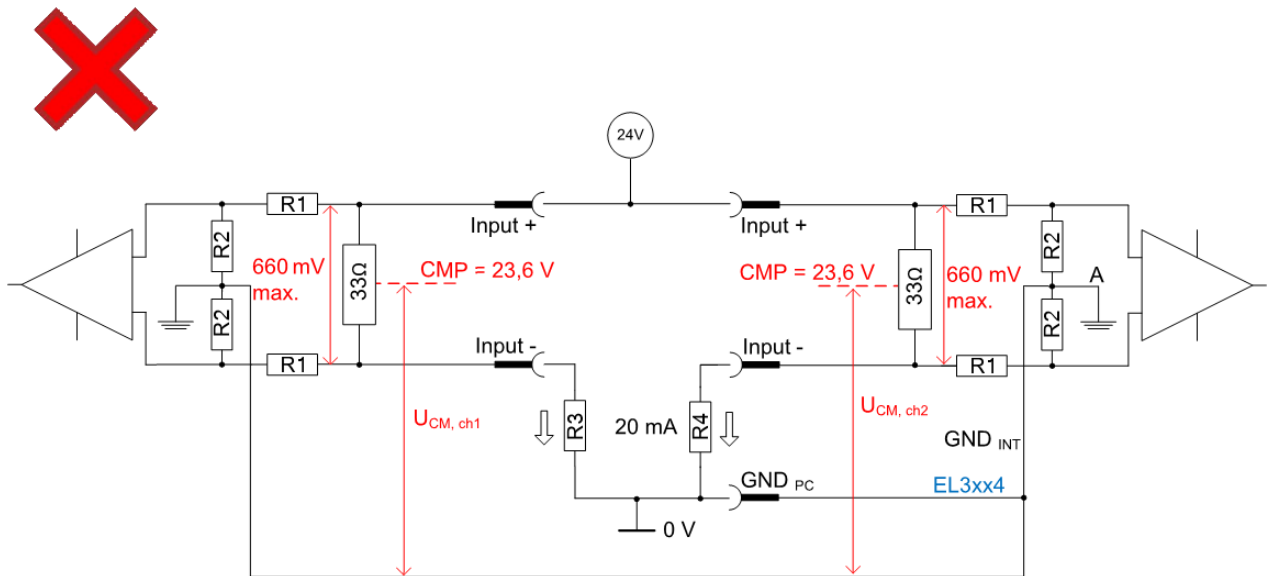 24V
R1
R1
Input +
Input +
R2
R2
660 mV
max.
33Ω
CMP = 23,6 V
CMP = 23,6 V
33Ω
660 mV
max.
A
R2
R2
Input -
Input -
R1
R1
UCM, ch1
R3
20 mA
R4
UCM, ch2
GND INT
GND PC
EL3xx4
0 V